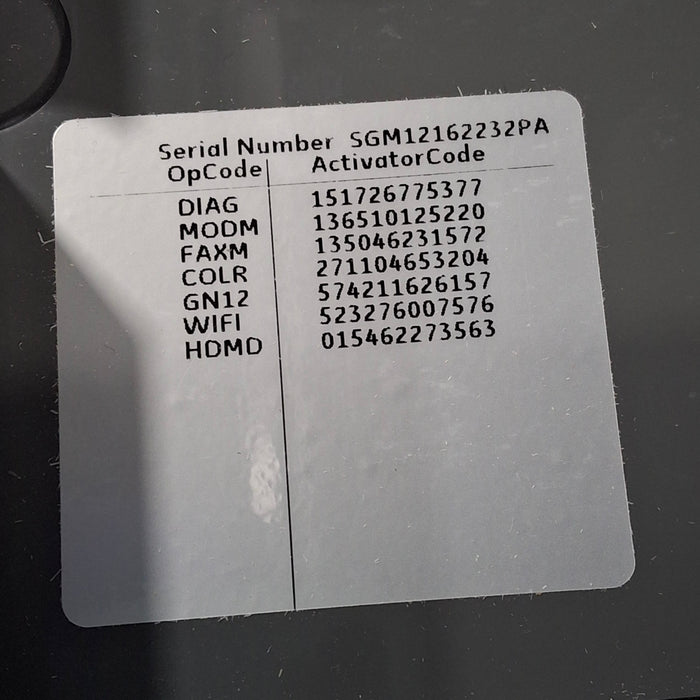 Serial Number SGM12162232PA
OpCode ActivatorCode
DIAG 151726775377
MODM 136510125220
FAXM 135046231572
COLR 271104653204
GN12 574211626157
WIFI 523276007576
HDMD 015462273563